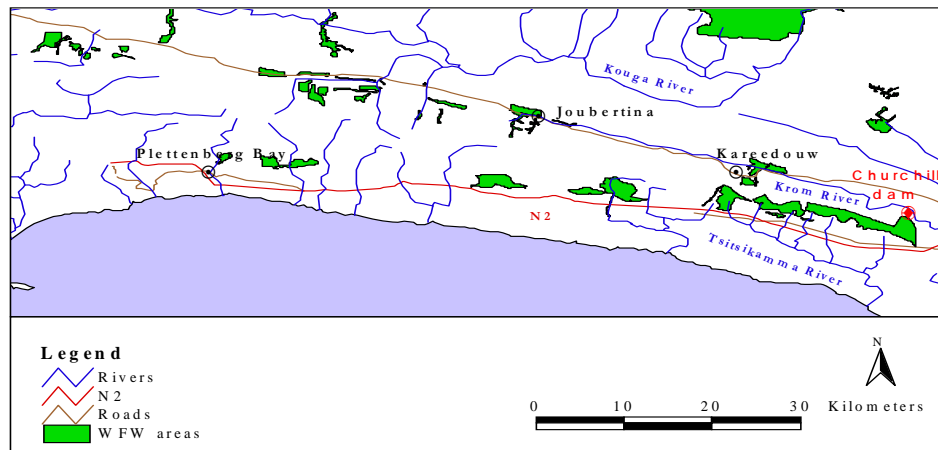 Kouga River
Joubertina
Plettenberg Bay
Kareedouw
Churchill
dam
Krom River
N2
Tsitsikamma River
Legend
Rivers
N2
Roads
WFW areas
N
0 10 20 30
Kilometers